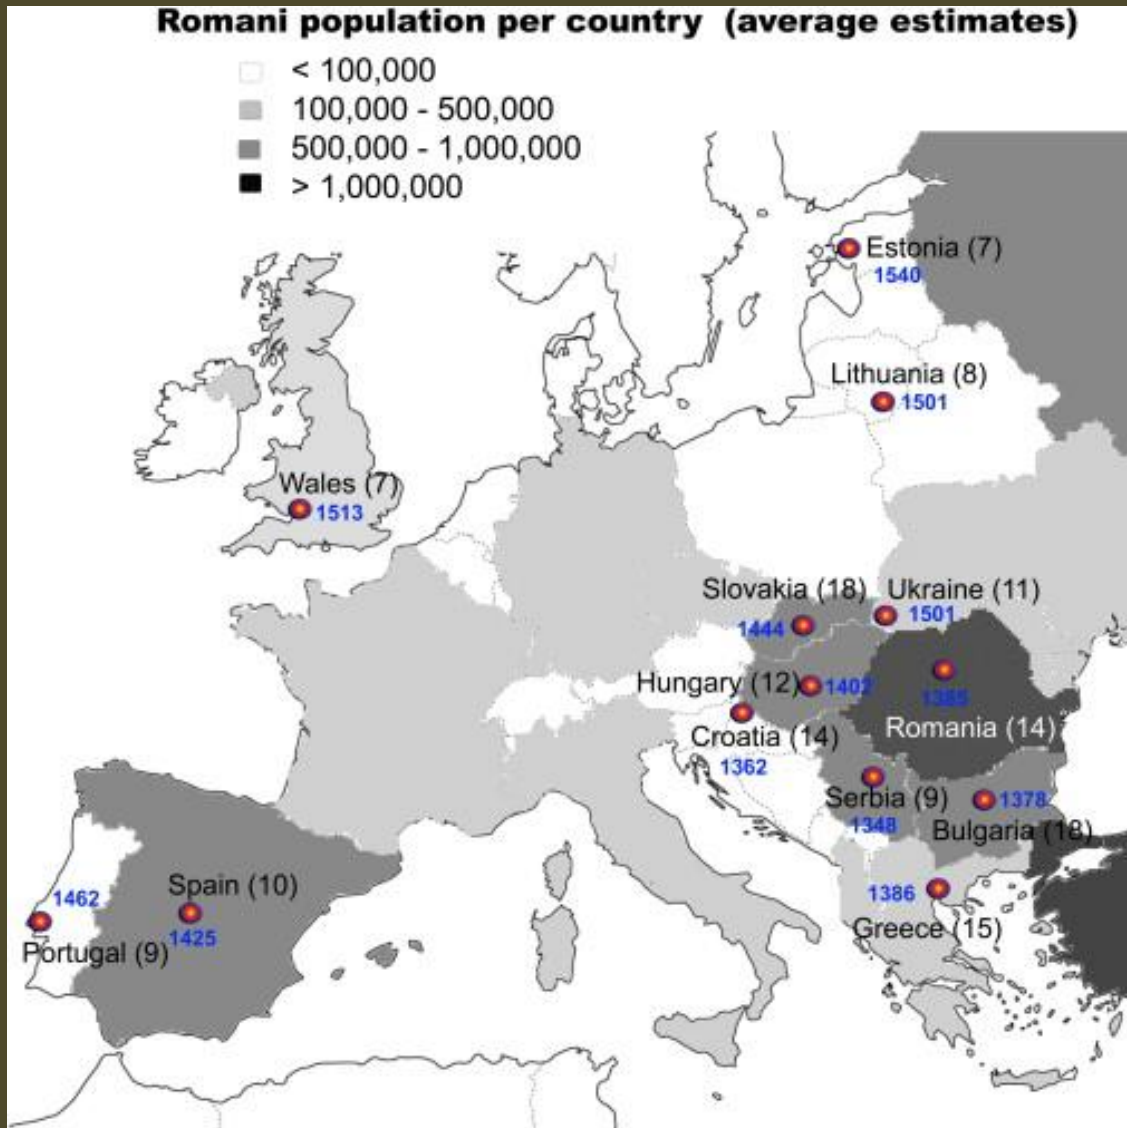 Romani population per country (average estimates)
< 100,000
100,000 - 500,000
500,000 - 1,000,000
> 1,000,000
Estonia (7)
1540
Lithuania (8)
1501
Wales (7)
1513
Slovakia (18)
1444
Ukraine (11)
1501
Hungary (12)
1402
1385
Romania (14)
Croatia (14)
1362
Serbia (9)
1348
1378
Bulgaria (18)
1386
Greece (15)
Spain (10)
1425
1462
Portugal (9)